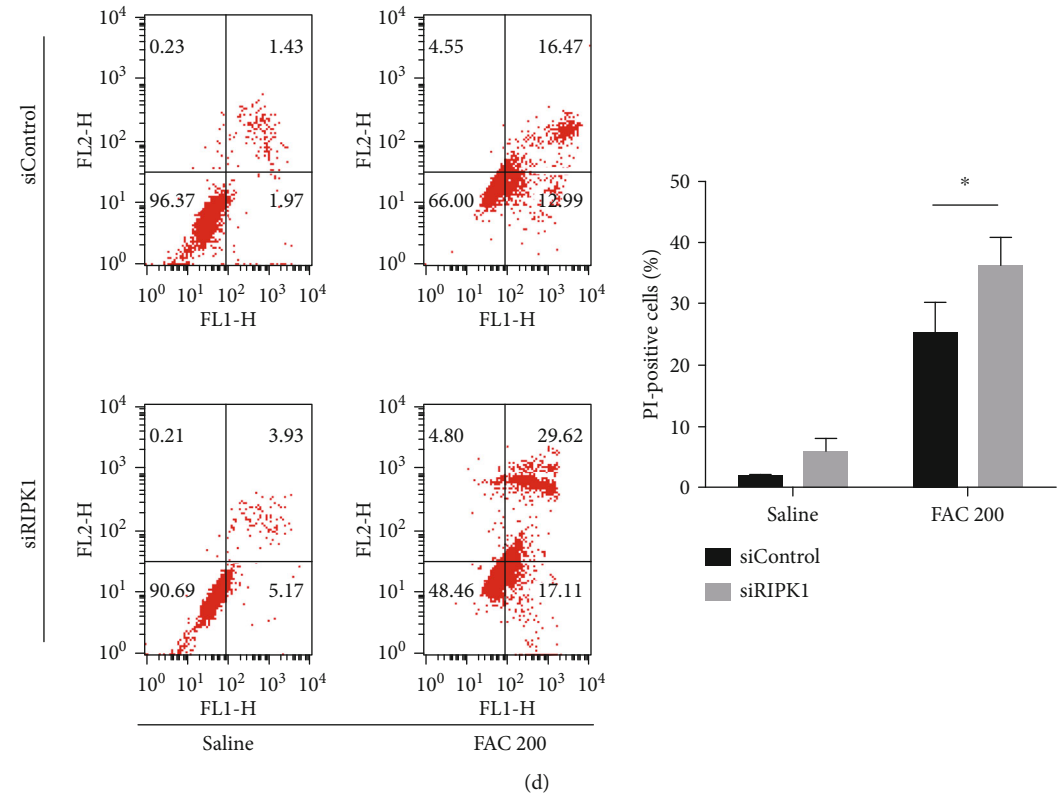 siControl
FL2-H
10⁴
10³
10²
10¹
10⁰
0.23 1.43
96.37 1.97
10⁰ 10¹ 10² 10³ 10⁴
FL1-H
FL2-H
10⁴
10³
10²
10¹
10⁰
4.55 16.47
66.00 12.99
10⁰ 10¹ 10² 10³ 10⁴
FL1-H
siRIPK1
FL2-H
10⁴
10³
10²
10¹
10⁰
0.21 3.93
90.69 5.17
10⁰ 10¹ 10² 10³ 10⁴
FL1-H
Saline
FL2-H
10⁴
10³
10²
10¹
10⁰
4.80 29.62
48.46 17.11
10⁰ 10¹ 10² 10³ 10⁴
FL1-H
FAC 200
PI-positive cells (%)
50
40
30
20
10
0
*
Saline FAC 200
siControl
siRIPK1
(d)